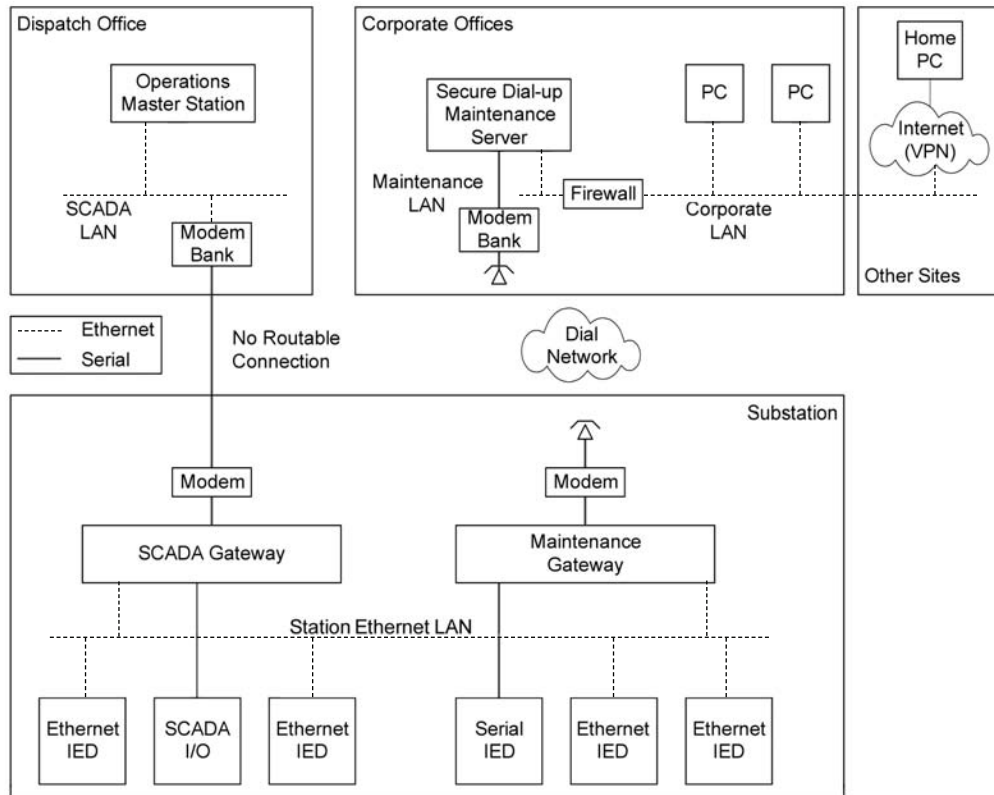 Dispatch Office
Operations
Master Station
SCADA
LAN
Modem
Bank
Corporate Offices
Secure Dial-up
Maintenance
Server
PC
PC
Maintenance
LAN
Firewall
Modem
Bank
Corporate
LAN
Home
PC
Internet
(VPN)
Other Sites
Ethernet
Serial
No Routable
Connection
Dial
Network
Substation
Modem
Modem
SCADA Gateway
Maintenance
Gateway
Station Ethernet LAN
Ethernet
IED
SCADA
I/O
Ethernet
IED
Serial
IED
Ethernet
IED
Ethernet
IED